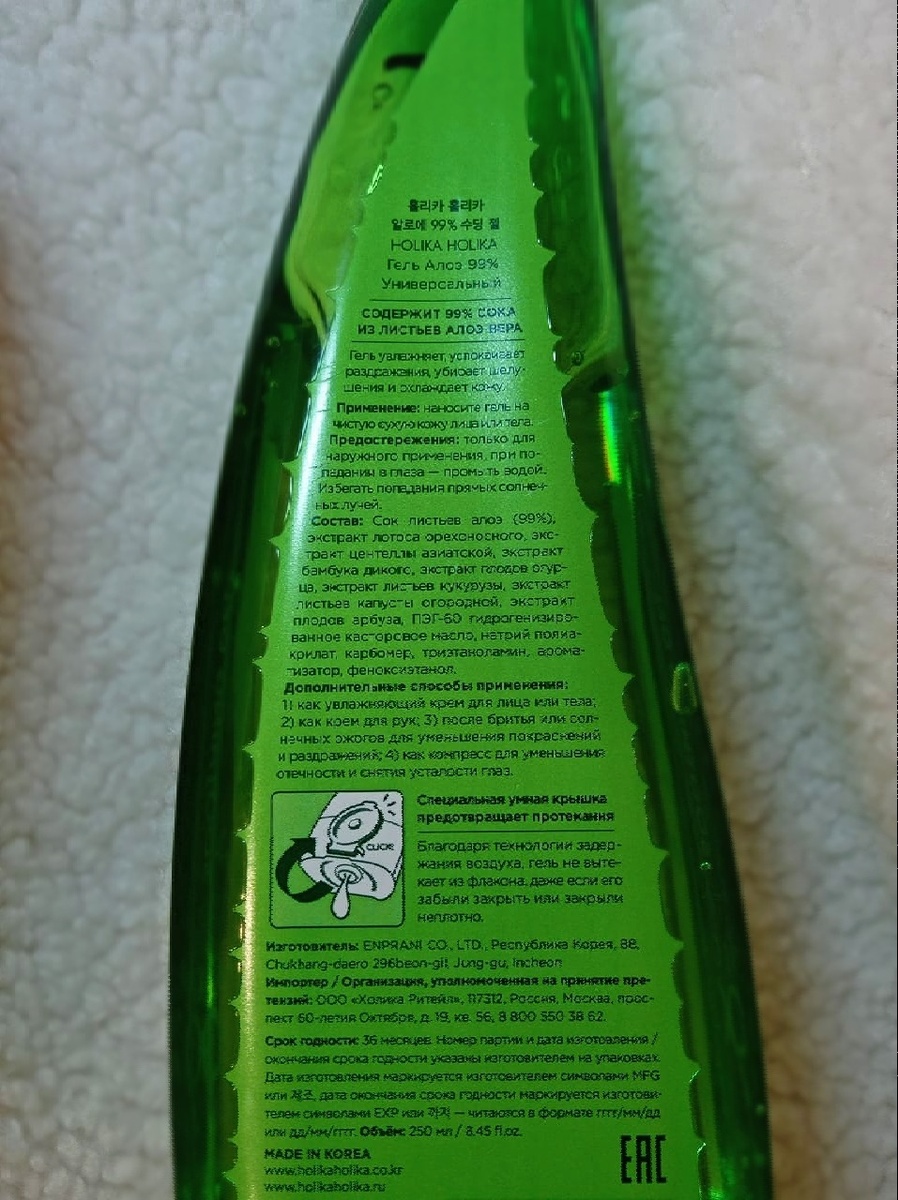 홀리카 홀리카
알로에 99% 수딩 젤
HOLIKA HOLIKA
Гель Алоэ 99%
Универсальный
СОДЕРЖИТ 99% СОКА
ИЗ ЛИСТЬЕВ АЛОЭ ВЕРА
Гель увлажняет, успокаивает
раздражения, убирает шелу-
шения и охлаждает кожу.
Применение: наносите гель на
чистую сухую кожу лица или тела.
Предостережения: только для
наружного применения, при по-
падании в глаза — промыть водой.
Избегать попадания прямых солнеч-
ных лучей.
Состав: Сок листьев алоэ (99%),
экстракт лотоса орехоносного, экс-
тракт центеллы азиатской, экстракт
бамбука дикого, экстракт плодов огур-
ца, экстракт листьев кукурузы, экстракт
листьев капусты огородной, экстракт
плодов арбуза, ПЭГ-60 гидрогенизиро-
ванное касторовое масло, натрий полиа-
крилат, карбомер, триэтаноламин, арома-
тизатор, феноксиэтанол.
Дополнительные способы применения:
1) как увлажняющий крем для лица или тела;
2) как крем для рук; 3) после бритья или сол-
нечных ожогов для уменьшения покраснений
и раздражений; 4) как компресс для уменьшения
отечности и снятия усталости глаз.
CLICK!
Специальная умная крышка
предотвращает протекания
Благодаря технологии задер-
жания воздуха, гель не выте-
кает из флакона, даже если его
забыли закрыть или закрыли
неплотно.
Изготовитель: ENPRANI CO., LTD., Республика Корея, 88,
Chukhang-daero 296beon-gil, Jung-gu, Incheon
Импортер / Организация, уполномоченная на принятие пре-
тензий: ООО «Холика Ритейл», 117312, Россия, Москва, прос-
пект 60-летия Октября, д. 19, кв. 56, 8 800 550 38 62.
Срок годности: 36 месяцев. Номер партии и дата изготовления /
окончания срока годности указаны изготовителем на упаковках.
Дата изготовления маркируется изготовителем символами MFG
или 제조, дата окончания срока годности маркируется изготови-
телем символами EXP или 까지 — читаются в формате гггг/мм/дд
или дд/мм/гггг. Объём: 250 мл / 8.45 fl.oz.
MADE IN KOREA
www.holikaholika.co.kr
www.holikaholika.ru
EAC